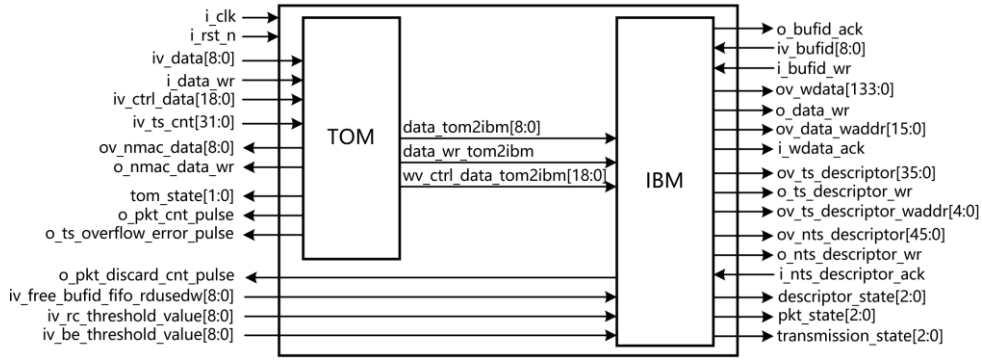 i_clk
i_rst_n
iv_data[8:0]
i_data_wr
iv_ctrl_data[18:0]
iv_ts_cnt[31:0]
ov_nmac_data[8:0]
o_nmac_data_wr
tom_state[1:0]
o_pkt_cnt_pulse
o_ts_overflow_error_pulse
o_pkt_discard_cnt_pulse
iv_free_bufid_fifo_rdusedw[8:0]
iv_rc_threshold_value[8:0]
iv_be_threshold_value[8:0]
TOM
data_tom2ibm[8:0]
data_wr_tom2ibm
wv_ctrl_data_tom2ibm[18:0]
IBM
o_bufid_ack
iv_bufid[8:0]
i_bufid_wr
ov_wdata[133:0]
o_data_wr
ov_data_waddr[15:0]
i_wdata_ack
ov_ts_descriptor[35:0]
o_ts_descriptor_wr
ov_ts_descriptor_waddr[4:0]
ov_nts_descriptor[45:0]
o_nts_descriptor_wr
i_nts_descriptor_ack
descriptor_state[2:0]
pkt_state[2:0]
transmission_state[2:0]